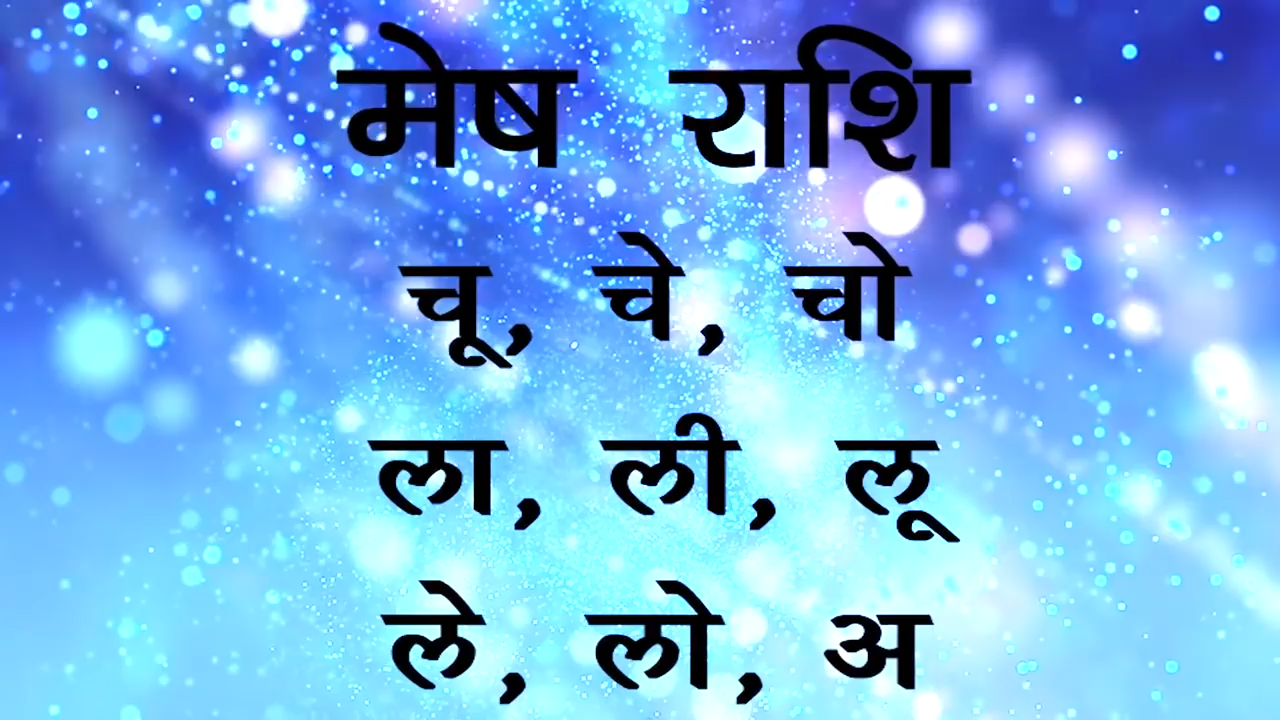 मेष राशि
चू, चे, चो
ला, ली, लू
ले, लो, अ